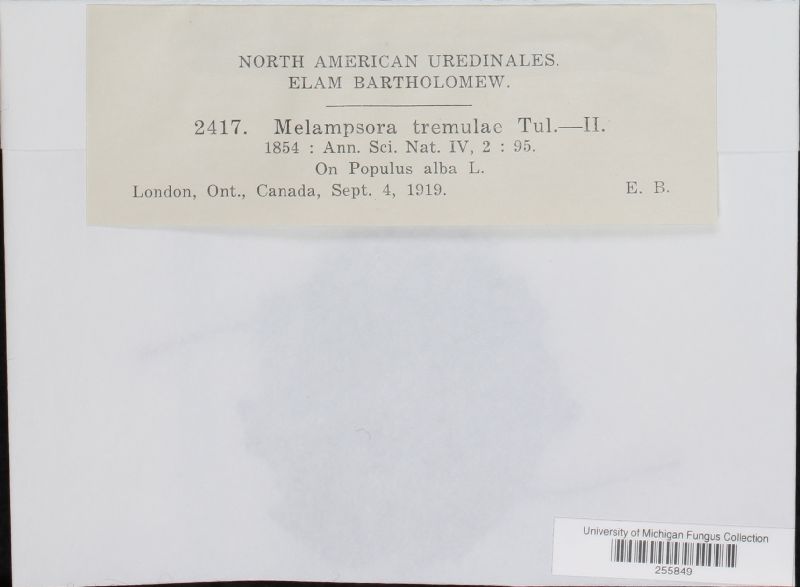 NORTH AMERICAN UREDINALES.
ELAM BARTHOLOMEW.
2417. Melampsora tremulae Tul.—II.
1854 : Ann. Sci. Nat. IV, 2 : 95.
On Populus alba L.
London, Ont., Canada, Sept. 4, 1919. E. B.
University of Michigan Fungus Collection
255849